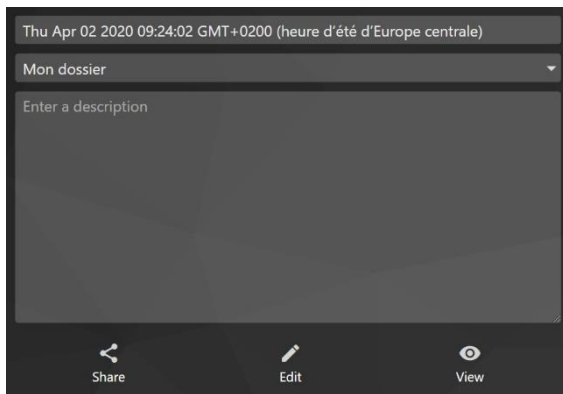 Thu Apr 02 2020 09:24:02 GMT+0200 (heure d’été d’Europe centrale)
Mon dossier
Enter a description
Share
Edit
View